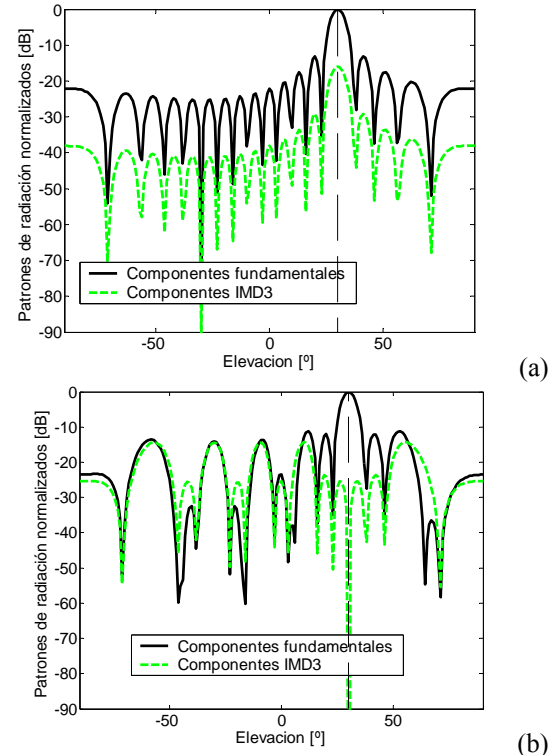 0
-10
-20
-30
-40
-50
-60
-70
-80
-90
Patrones de radiación normalizados [dB]
Componentes fundamentales
Componentes IMD3
-50
0
50
Elevacion [º]
(a)
0
-10
-20
-30
-40
-50
-60
-70
-80
-90
Patrones de radiación normalizados [dB]
Componentes fundamentales
Componentes IMD3
-50
0
50
Elevacion [º]
(b)